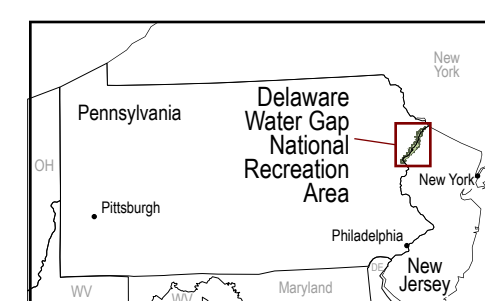 New
York
Pennsylvania
Delaware
Water Gap
National
Recreation
Area
OH
New York
Pittsburgh
Philadelphia
DE
New
Jersey
WV
WV
Maryland